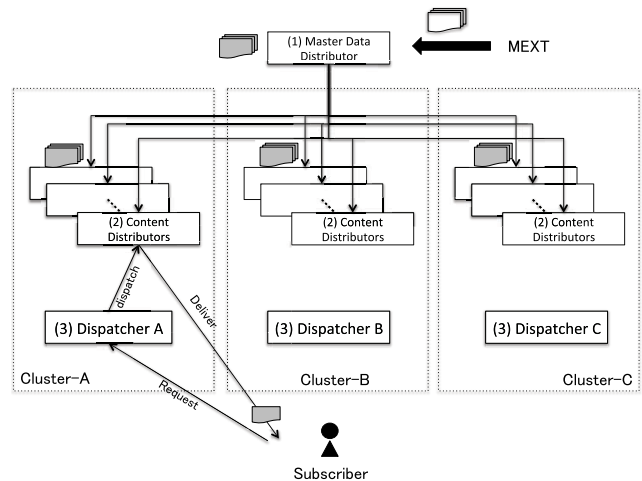 (1) Master Data
Distributor
MEXT
(2) Content
Distributors
(2) Content
Distributors
(2) Content
Distributors
dispatch
Deliver
(3) Dispatcher A
(3) Dispatcher B
(3) Dispatcher C
Cluster-A
Cluster-B
Cluster-C
Request
Subscriber